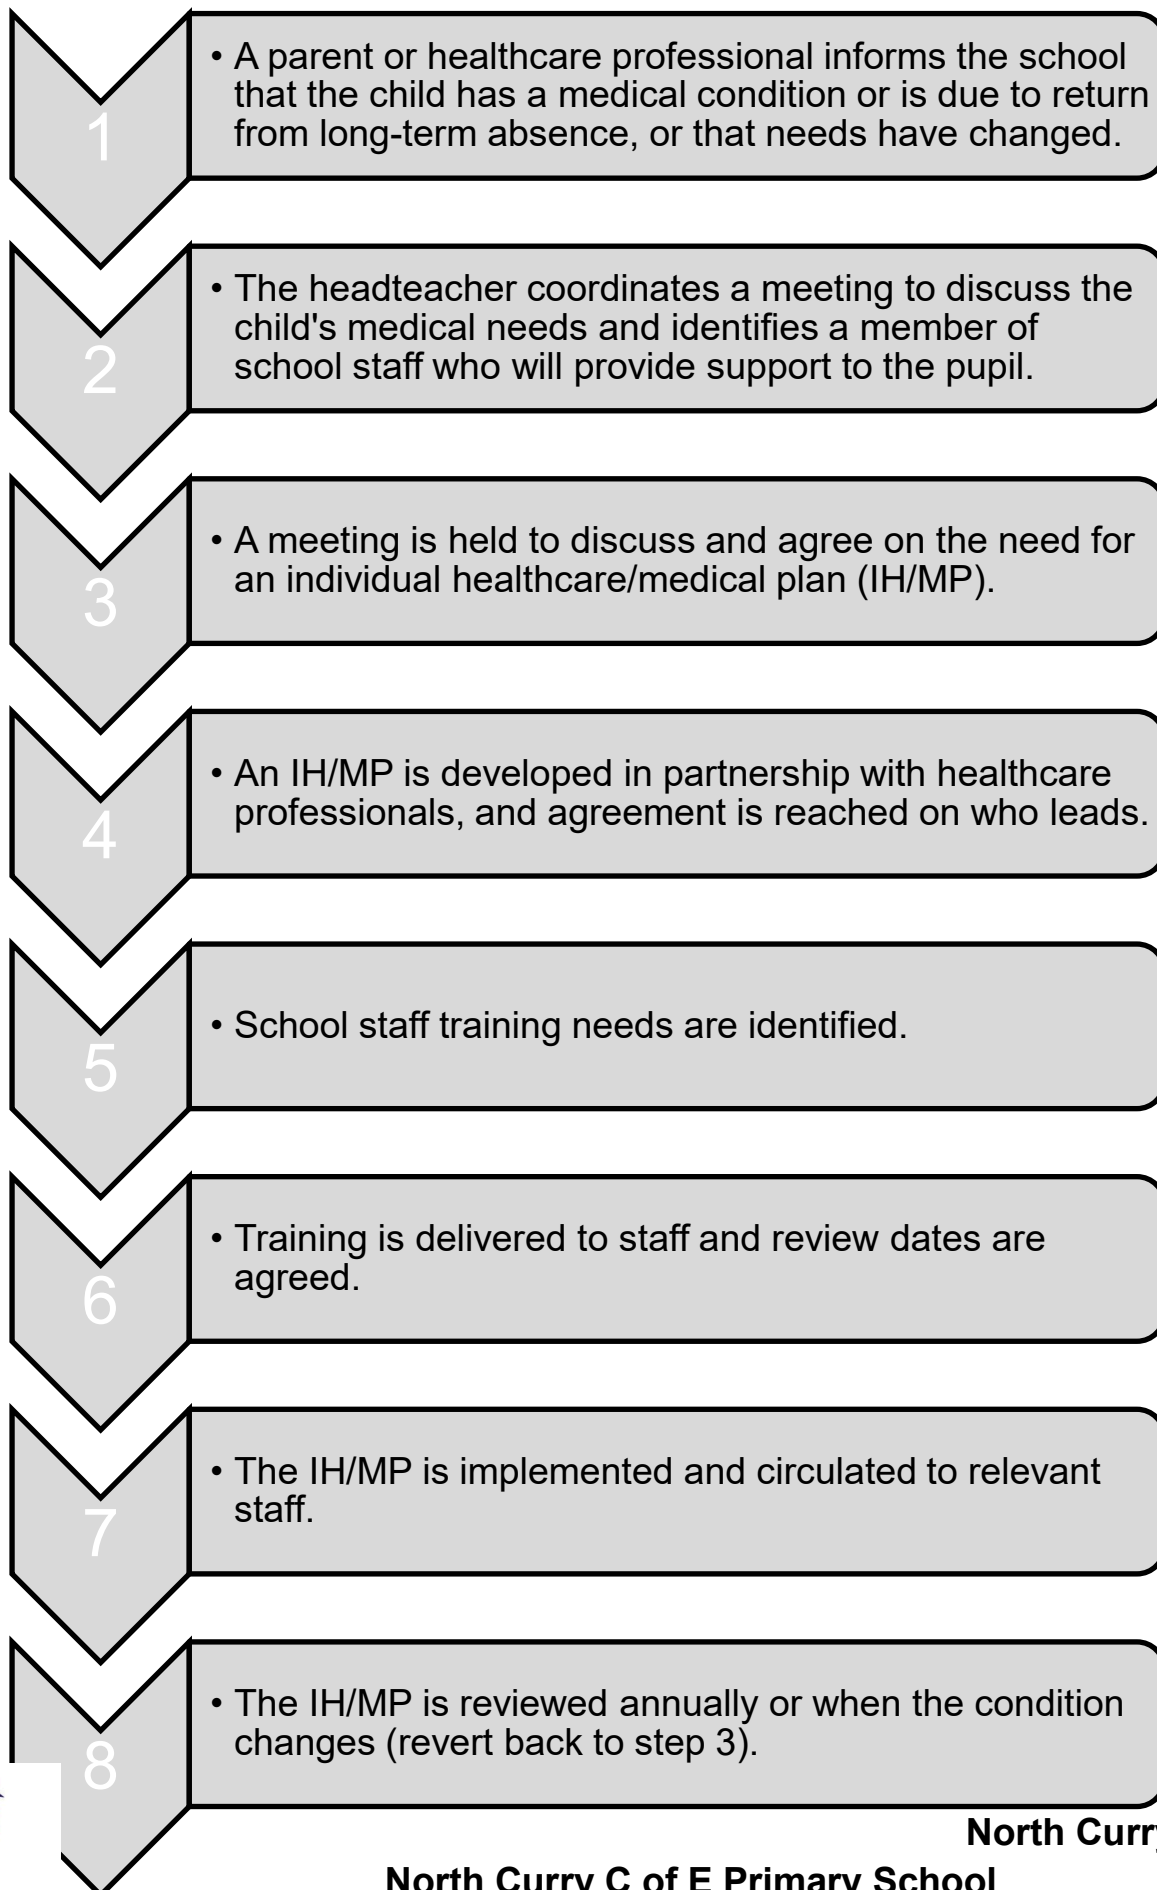 1
• A parent or healthcare professional informs the school
that the child has a medical condition or is due to return
from long-term absence, or that needs have changed.
2
• The headteacher coordinates a meeting to discuss the
child's medical needs and identifies a member of
school staff who will provide support to the pupil.
3
• A meeting is held to discuss and agree on the need for
an individual healthcare/medical plan (IH/MP).
4
• An IH/MP is developed in partnership with healthcare
professionals, and agreement is reached on who leads.
5
• School staff training needs are identified.
6
• Training is delivered to staff and review dates are
agreed.
7
• The IH/MP is implemented and circulated to relevant
staff.
8
• The IH/MP is reviewed annually or when the condition
changes (revert back to step 3).
North Curry
North Curry C of E Primary School